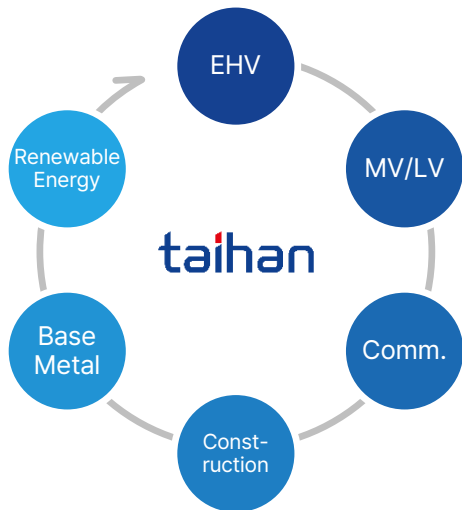 EHV
MV/LV
Comm.
Const-
ruction
Base
Metal
Renewable
Energy
taihan